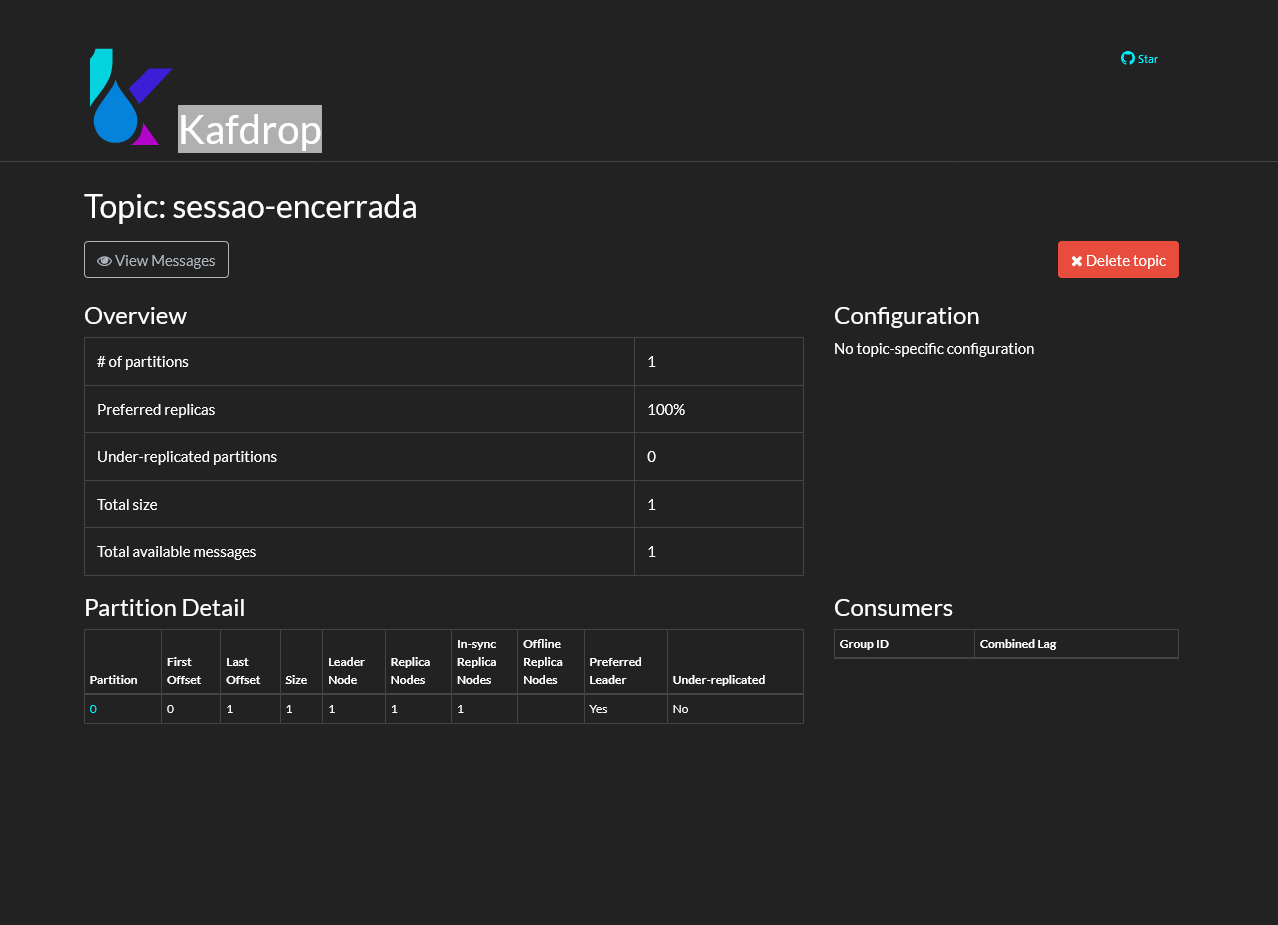 Star
Kafdrop
Topic: sessao-encerrada
View Messages
Delete topic
Overview
# of partitions 1
Preferred replicas 100%
Under-replicated partitions 0
Total size 1
Total available messages 1
Configuration
No topic-specific configuration
Partition Detail
Partition First Offset Last Offset Size Leader Node Replica Nodes In-sync Replica Nodes Offline Replica Nodes Preferred Leader Under-replicated
0 0 1 1 1 1 1 Yes No
Consumers
Group ID Combined Lag